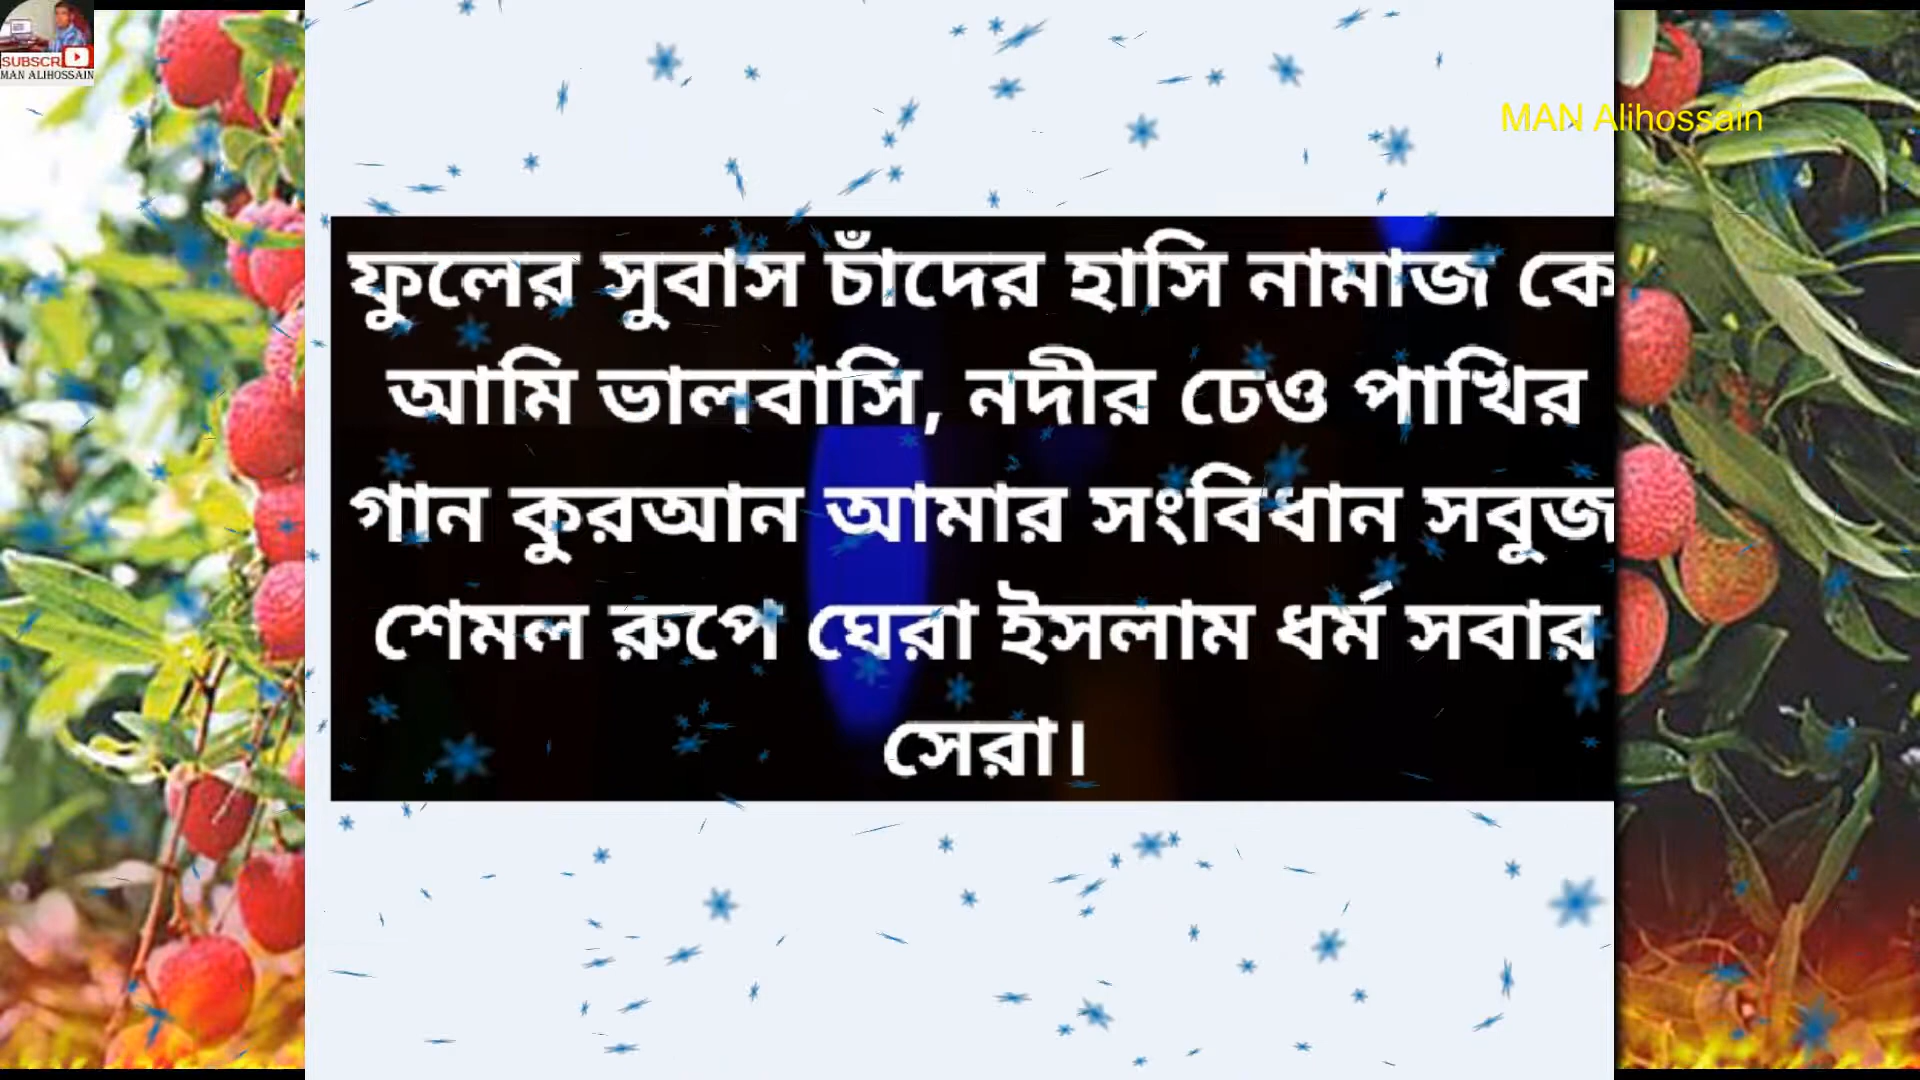 SUBSCR
MAN ALIHOSSAIN
MAN Alihossain
ফুলের সুবাস চাঁদের হাসি নামাজ কে
আমি ভালবাসি, নদীর ঢেও পাখির
গান কুরআন আমার সংবিধান সবুজ
শেমল রুপে ঘেরা ইসলাম ধর্ম সবার
সেরা।